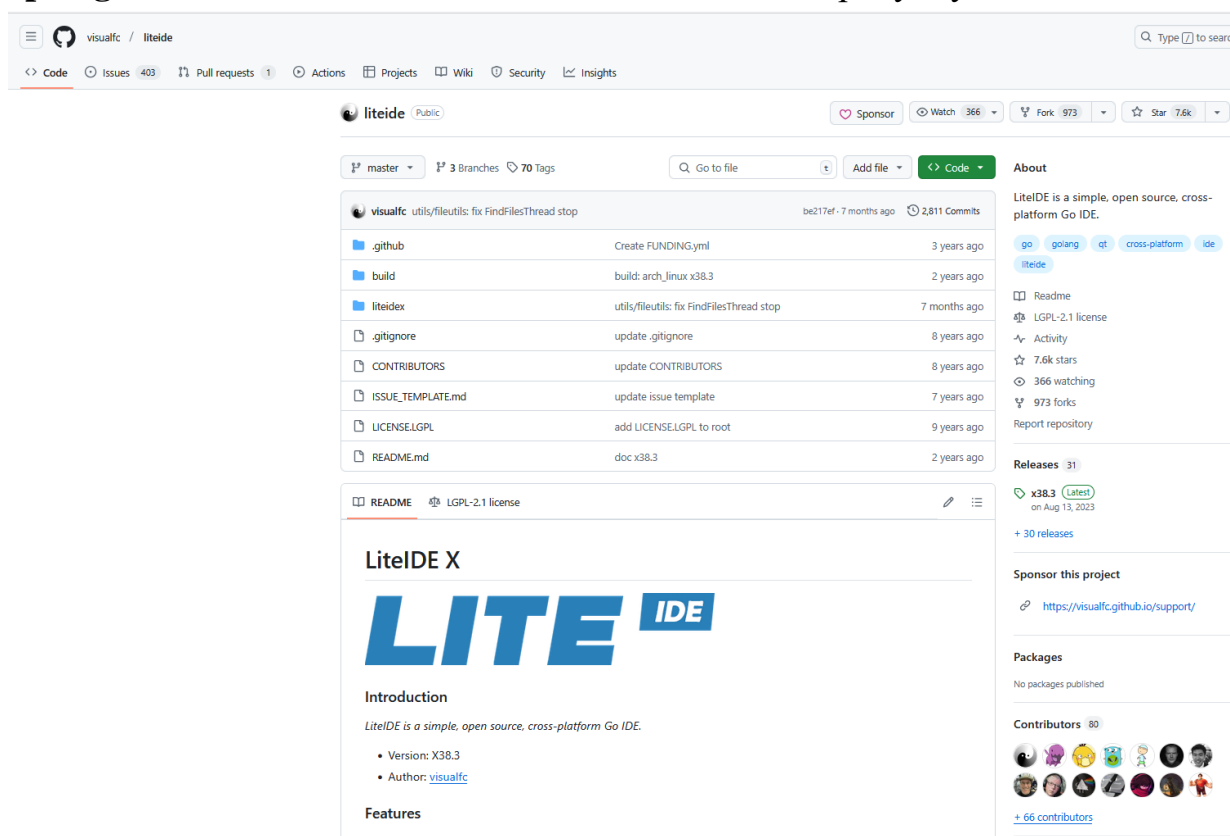 visualfc / liteide
Type / to sear
Code Issues 403 Pull requests 1 Actions Projects Wiki Security Insights
liteide Public
Sponsor Watch 366 Fork 973 Star 7.6k
master 3 Branches 70 Tags Go to file t Add file Code
visualfc utils/fileutils: fix FindFilesThread stop be217ef · 7 months ago 2,811 Commits
.github Create FUNDING.yml 3 years ago
build build: arch_linux x38.3 2 years ago
liteidex utils/fileutils: fix FindFilesThread stop 7 months ago
.gitignore update .gitignore 8 years ago
CONTRIBUTORS update CONTRIBUTORS 8 years ago
ISSUE_TEMPLATE.md update issue template 7 years ago
LICENSE.LGPL add LICENSE.LGPL to root 9 years ago
README.md doc x38.3 2 years ago
README LGPL-2.1 license
LiteIDE X
LITE IDE
Introduction
LiteIDE is a simple, open source, cross-platform Go IDE.
• Version: X38.3
• Author: visualfc
Features
About
LiteIDE is a simple, open source, cross-
platform Go IDE.
go golang qt cross-platform ide
liteide
Readme
LGPL-2.1 license
Activity
7.6k stars
366 watching
973 forks
Report repository
Releases 31
x38.3 Latest
on Aug 13, 2023
+ 30 releases
Sponsor this project
https://visualfc.github.io/support/
Packages
No packages published
Contributors 80
+ 66 contributors